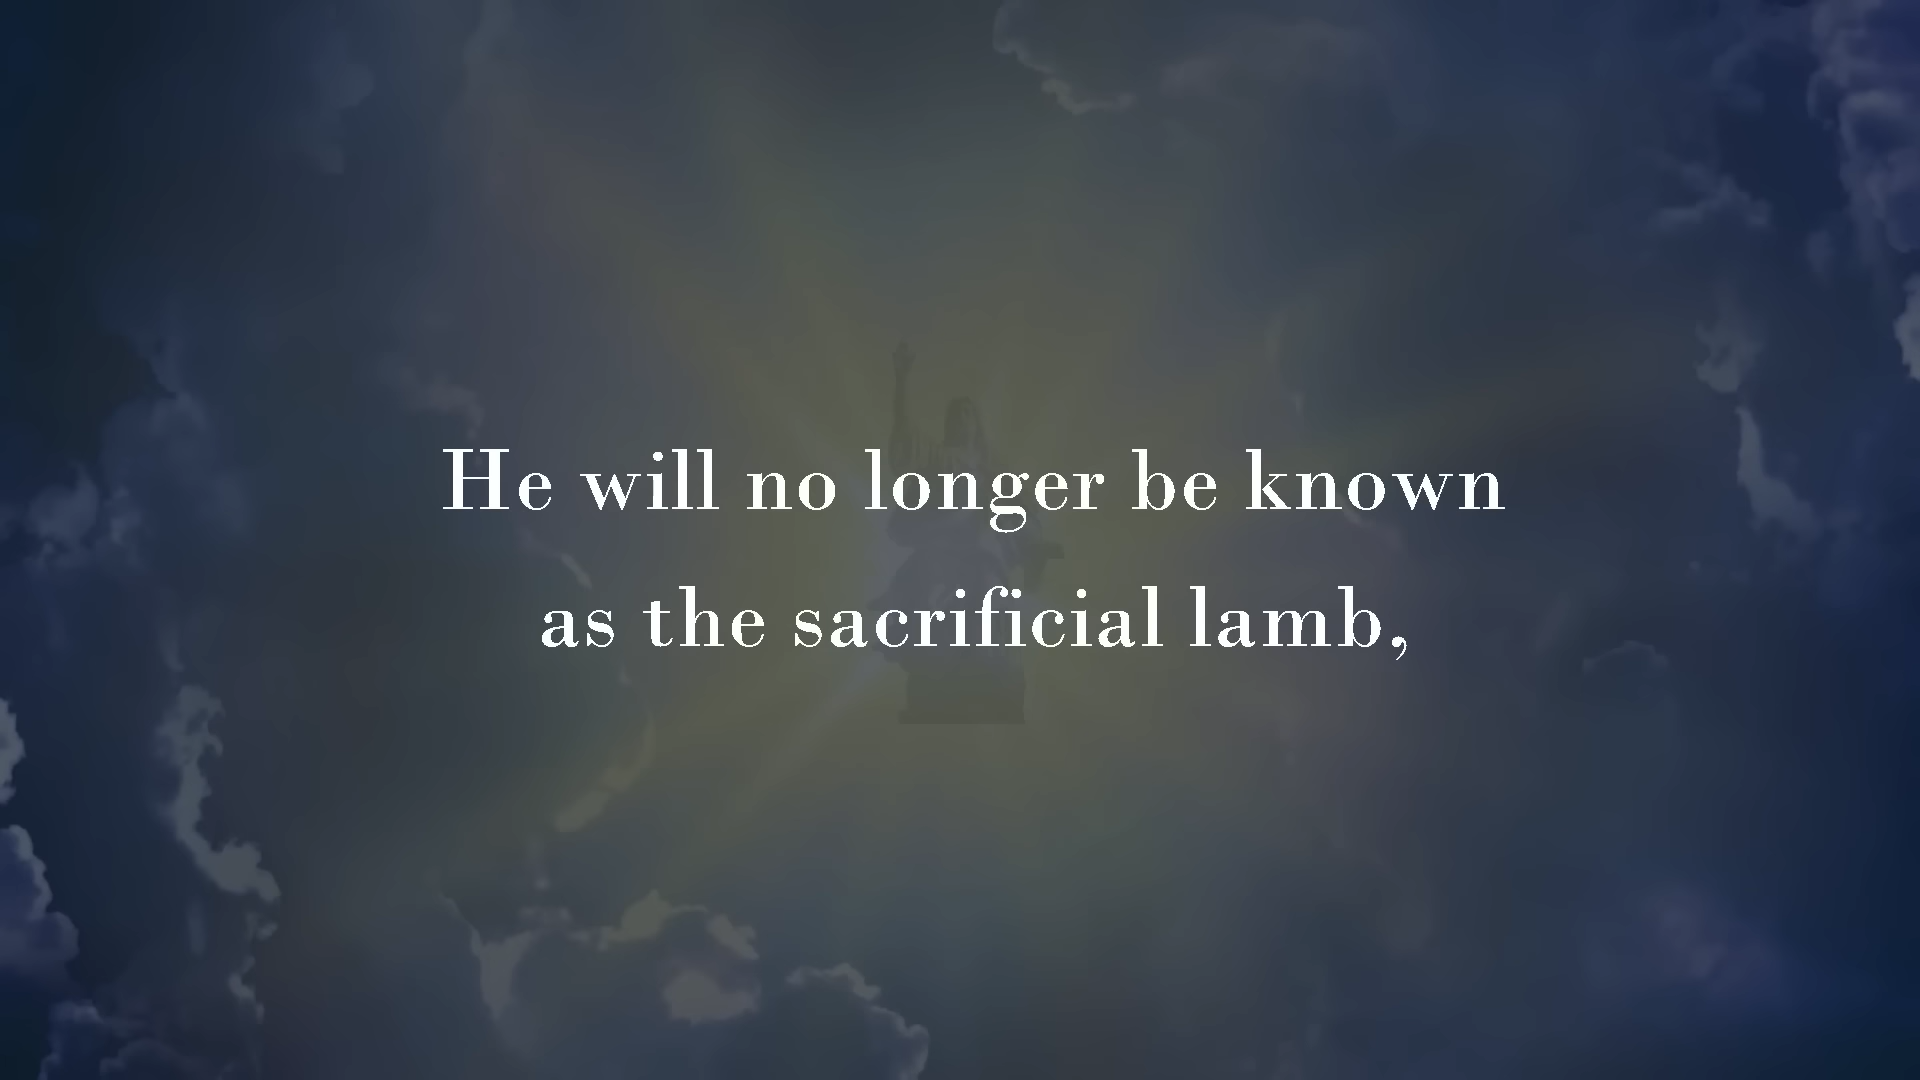 He will no longer be known
as the sacrificial lamb,